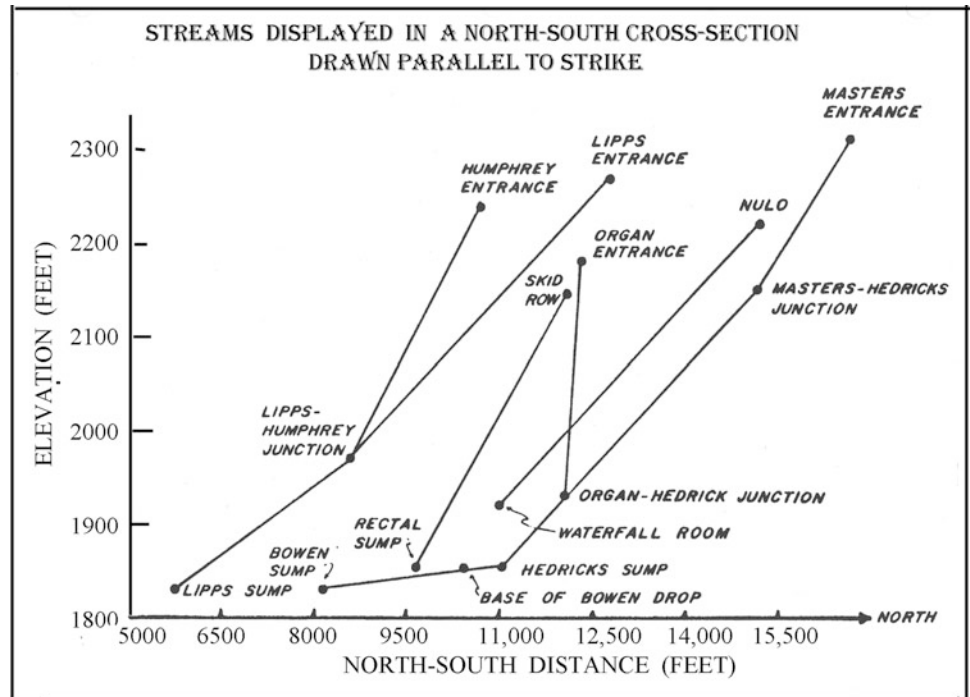 STREAMS DISPLAYED IN A NORTH-SOUTH CROSS-SECTION
DRAWN PARALLEL TO STRIKE
MASTERS
ENTRANCE
LIPPS
ENTRANCE
HUMPHREY
ENTRANCE
NULO
ORGAN
ENTRANCE
SKID
ROW
MASTERS-HEDRICKS
JUNCTION
LIPPS-
HUMPHREY
JUNCTION
ORGAN-HEDRICK JUNCTION
WATERFALL ROOM
RECTAL
SUMP
BOWEN
SUMP
HEDRICKS SUMP
LIPPS SUMP
BASE OF BOWEN DROP
ELEVATION (FEET)
2300
2200
2100
2000
1900
1800
5000 6500 8000 9500 11,000 12,500 14,000 15,500
NORTH
NORTH-SOUTH DISTANCE (FEET)